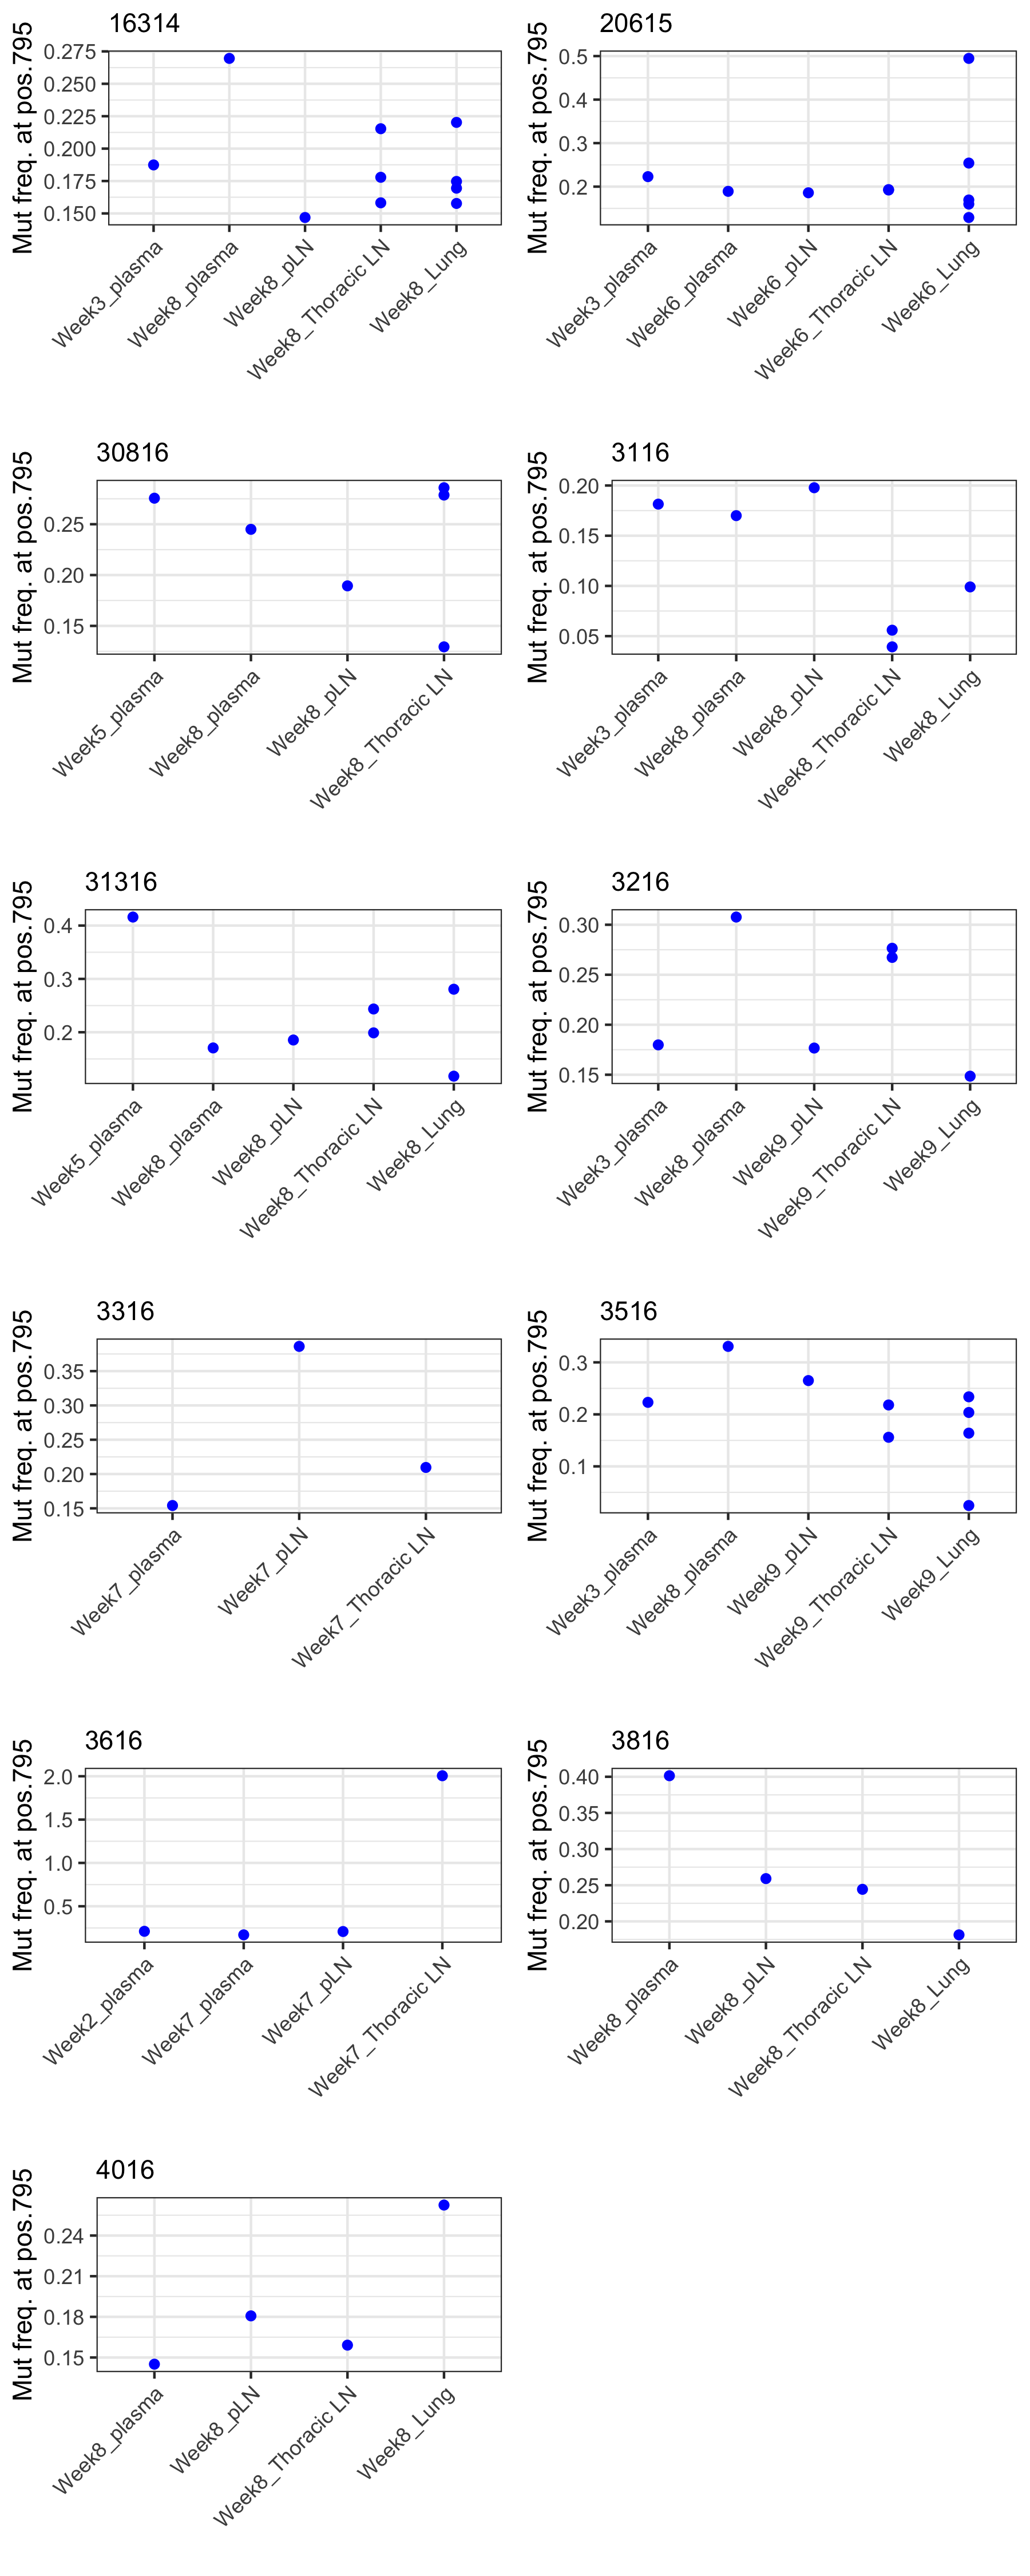 16314
Mut freq. at pos.795
0.275
0.250
0.225
0.200
0.175
0.150
Week3_plasma
Week8_plasma
Week8_pLN
Week8_Thoracic LN
Week8_Lung
20615
Mut freq. at pos.795
0.5
0.4
0.3
0.2
Week3_plasma
Week6_plasma
Week6_pLN
Week6_Thoracic LN
Week6_Lung
30816
Mut freq. at pos.795
0.25
0.20
0.15
Week5_plasma
Week8_plasma
Week8_pLN
Week8_Thoracic LN
3116
Mut freq. at pos.795
0.20
0.15
0.10
0.05
Week3_plasma
Week8_plasma
Week8_pLN
Week8_Thoracic LN
Week8_Lung
31316
Mut freq. at pos.795
0.4
0.3
0.2
Week5_plasma
Week8_plasma
Week8_pLN
Week8_Thoracic LN
Week8_Lung
3216
Mut freq. at pos.795
0.30
0.25
0.20
0.15
Week3_plasma
Week8_plasma
Week9_pLN
Week9_Thoracic LN
Week9_Lung
3316
Mut freq. at pos.795
0.35
0.30
0.25
0.20
0.15
Week7_plasma
Week7_pLN
Week7_Thoracic LN
3516
Mut freq. at pos.795
0.3
0.2
0.1
Week3_plasma
Week8_plasma
Week9_pLN
Week9_Thoracic LN
Week9_Lung
3616
Mut freq. at pos.795
2.0
1.5
1.0
0.5
Week2_plasma
Week7_plasma
Week7_pLN
Week7_Thoracic LN
3816
Mut freq. at pos.795
0.40
0.35
0.30
0.25
0.20
Week8_plasma
Week8_pLN
Week8_Thoracic LN
Week8_Lung
4016
Mut freq. at pos.795
0.24
0.21
0.18
0.15
Week8_plasma
Week8_pLN
Week8_Thoracic LN
Week8_Lung